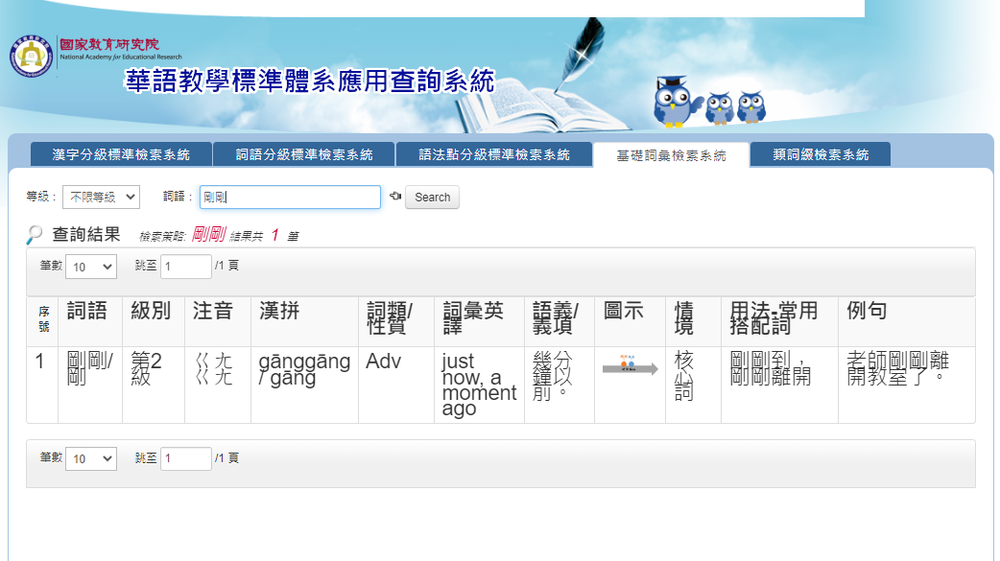 國家教育研究院
National Academy for Educational Research
華語教學標準體系應用查詢系統
漢字分級標準檢索系統 詞語分級標準檢索系統 語法點分級標準檢索系統 基礎詞彙檢索系統 類詞綴檢索系統
等級： 不限等級 詞語： 剛剛 Search
查詢結果 檢索策略: 剛剛 結果共 1 筆
筆數 10 跳至 1 /1 頁
序號 詞語 級別 注音 漢拼 詞類/性質 詞彙英譯 語義/義項 圖示 情境 用法-常用搭配詞 例句
1 剛剛/剛 第2級 ㄍㄤ ㄍㄤ gānggāng / gāng Adv just now, a moment ago 幾分鐘以前。 核心詞 剛剛到，剛剛離開 老師剛剛離開教室了。
筆數 10 跳至 1 /1 頁